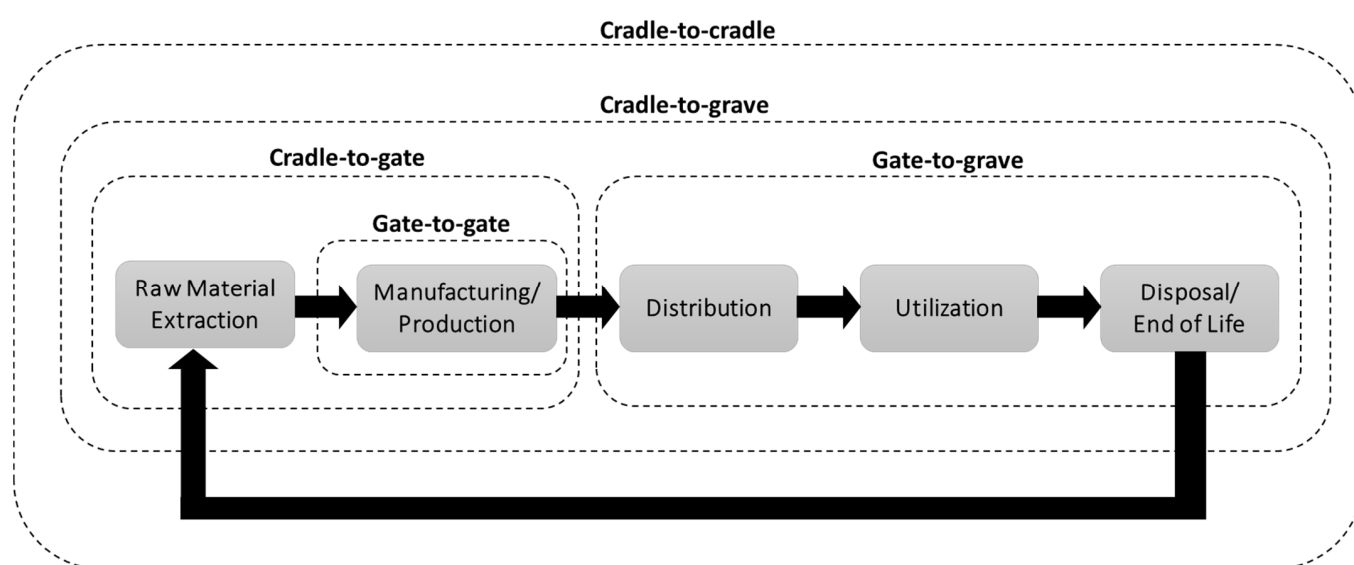 Cradle-to-cradle
Cradle-to-grave
Cradle-to-gate
Gate-to-grave
Gate-to-gate
Raw Material
Extraction
Manufacturing/
Production
Distribution
Utilization
Disposal/
End of Life